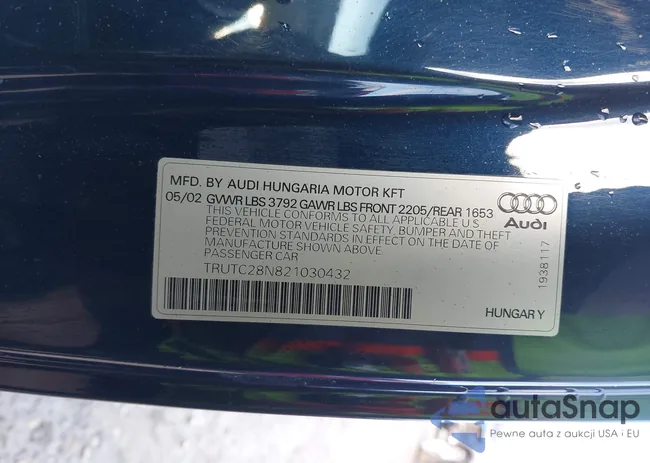 MFD. BY AUDI HUNGARIA MOTOR KFT
05/02 GVWR LBS 3792 GAWR LBS FRONT 2205/REAR 1653
THIS VEHICLE CONFORMS TO ALL APPLICABLE U.S
FEDERAL MOTOR VEHICLE SAFETY, BUMPER AND THEFT
PREVENTION STANDARDS IN EFFECT ON THE DATE
OF MANUFACTURE SHOWN ABOVE
PASSENGER CAR
TRUTC28N821030432
Audi
1938117
HUNGARY
autaSnap
Pewne auta z aukcji USA i EU